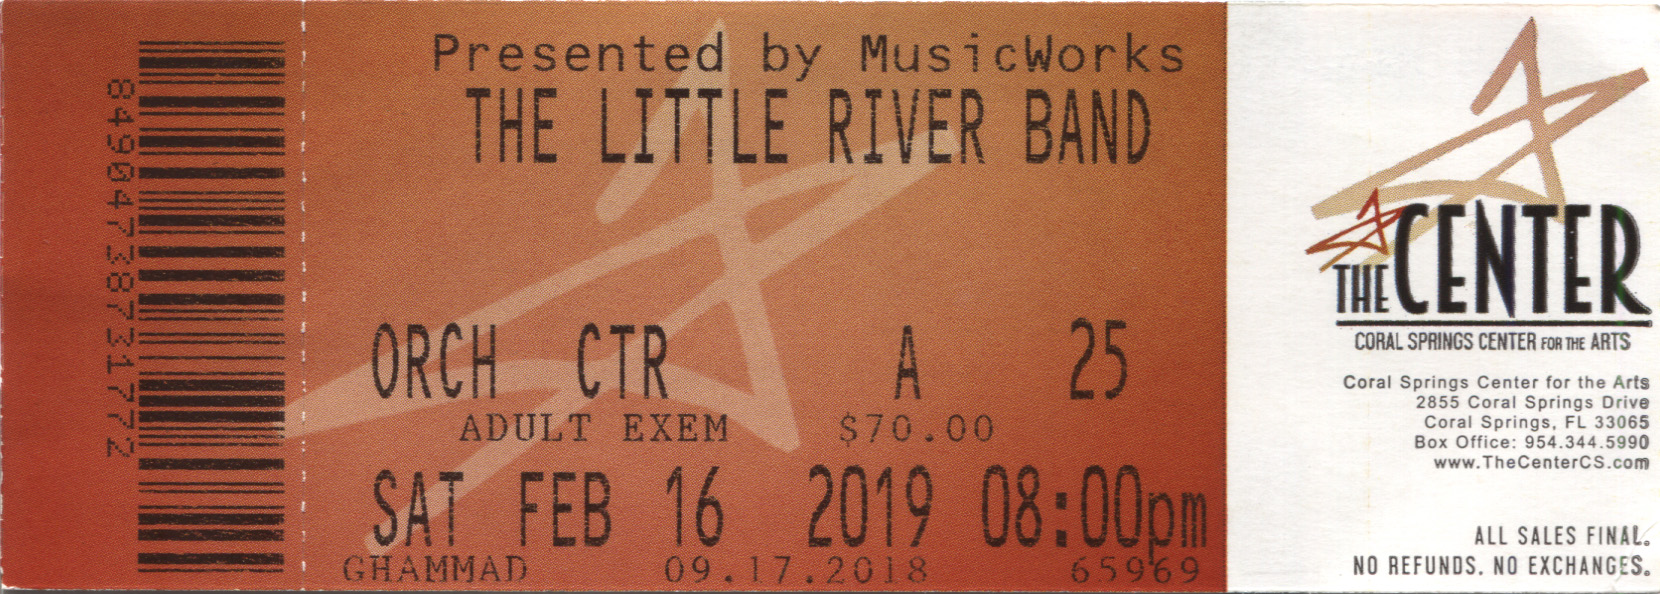 849047387317772
Presented by MusicWorks
THE LITTLE RIVER BAND
ORCH CTR A 25
ADULT EXEM $70.00
SAT FEB 16 2019 08:00pm
GHAMMAD 09.17.2018 65969
THE CENTER
CORAL SPRINGS CENTER FOR THE ARTS
Coral Springs Center for the Arts
2855 Coral Springs Drive
Coral Springs, FL 33065
Box Office: 954.344.5990
www.TheCenterCS.com
ALL SALES FINAL.
NO REFUNDS. NO EXCHANGES.